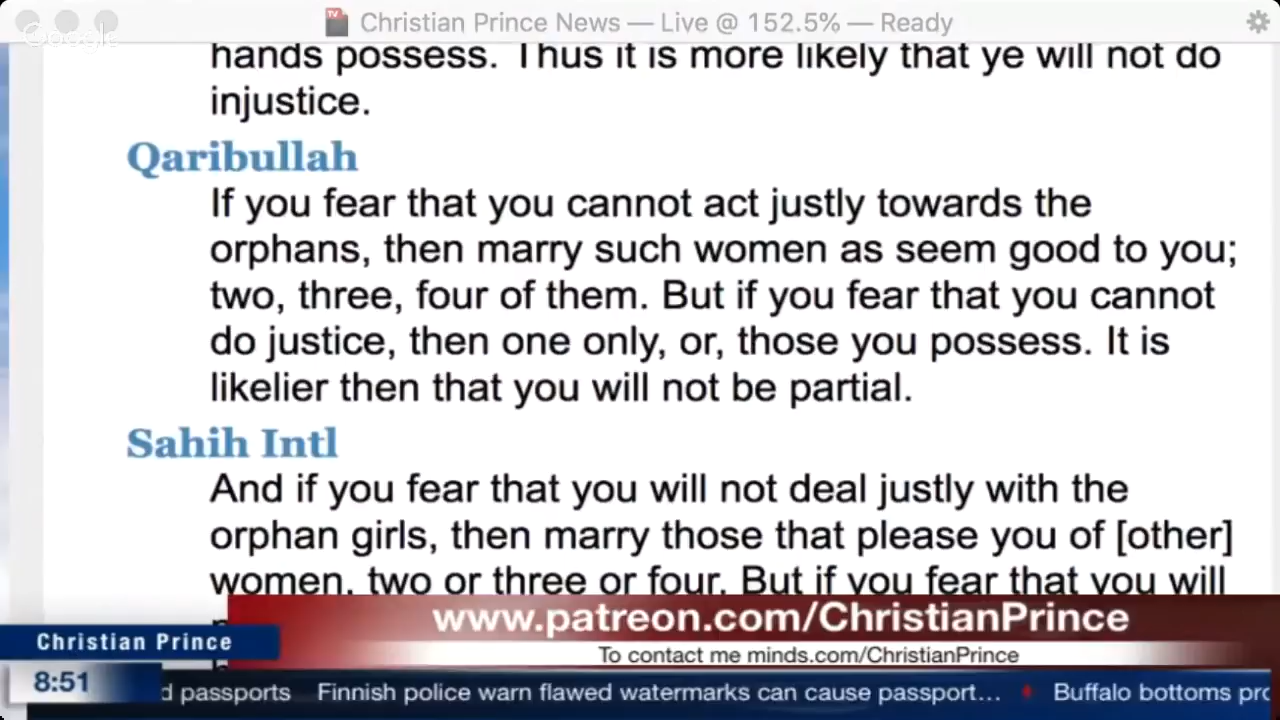 Christian Prince News — Live @ 152.5% — Ready
Google
hands possess. Thus it is more likely that ye will not do
injustice.
Qaribullah
If you fear that you cannot act justly towards the
orphans, then marry such women as seem good to you;
two, three, four of them. But if you fear that you cannot
do justice, then one only, or, those you possess. It is
likelier then that you will not be partial.
Sahih Intl
And if you fear that you will not deal justly with the
orphan girls, then marry those that please you of [other]
women, two or three or four. But if you fear that you will
www.patreon.com/ChristianPrince
Christian Prince
To contact me minds.com/ChristianPrince
8:51
d passports Finnish police warn flawed watermarks can cause passport... Buffalo bottoms pro